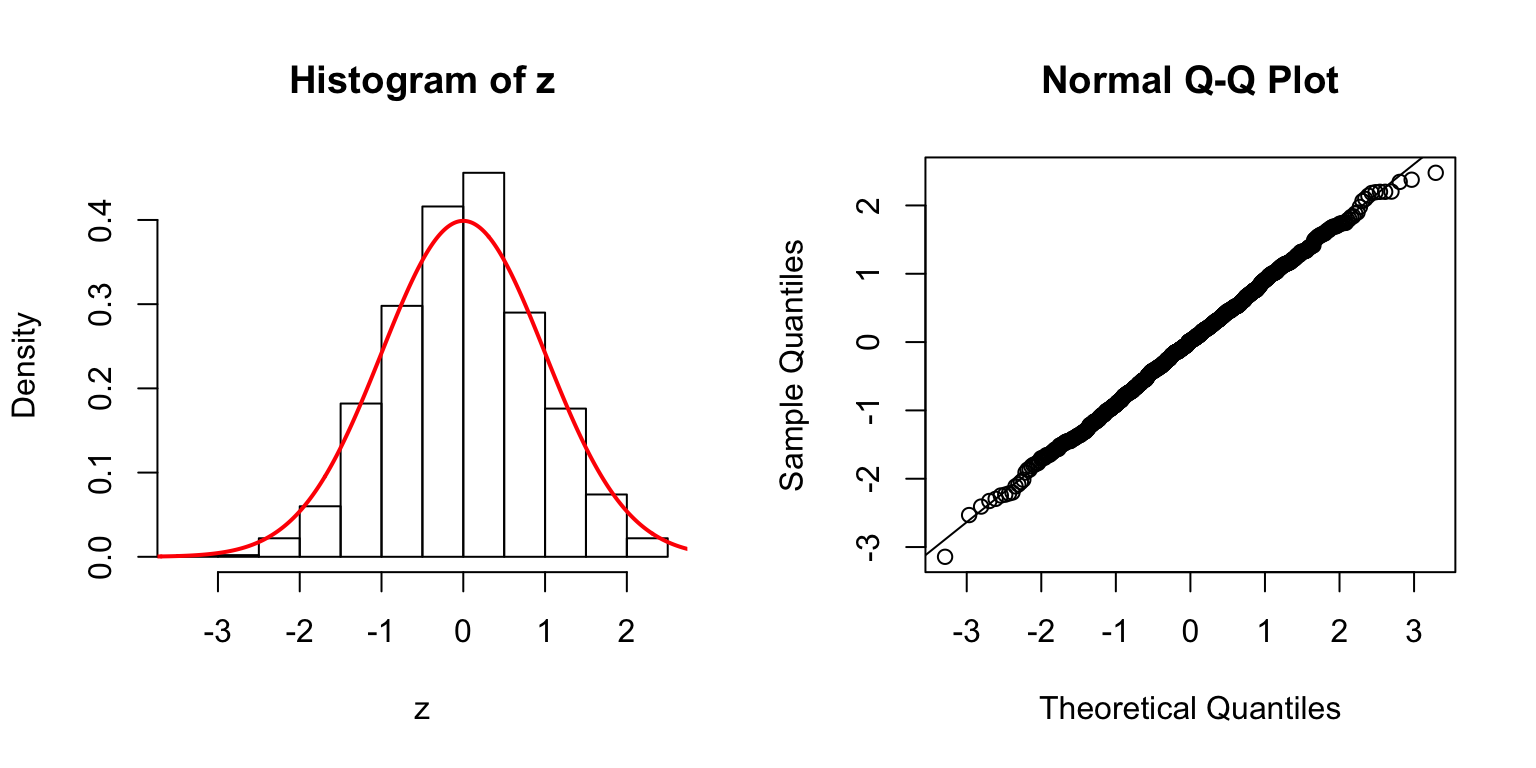 Histogram of z
Density
0.0 0.1 0.2 0.3 0.4
-3 -2 -1 0 1 2
z
Normal Q-Q Plot
Sample Quantiles
-3 -2 -1 0 1 2
-3 -2 -1 0 1 2 3
Theoretical Quantiles